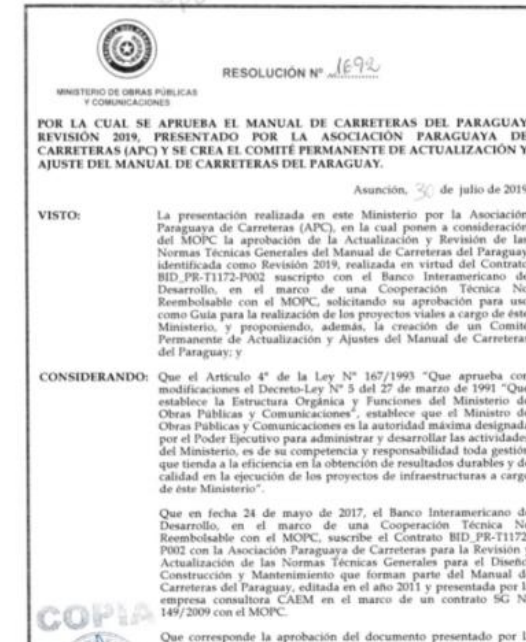 MINISTERIO DE OBRAS PÚBLICAS
Y COMUNICACIONES
RESOLUCIÓN Nº 1692
POR LA CUAL SE APRUEBA EL MANUAL DE CARRETERAS DEL PARAGUAY
REVISIÓN 2019, PRESENTADO POR LA ASOCIACIÓN PARAGUAYA DE
CARRETERAS (APC) Y SE CREA EL COMITÉ PERMANENTE DE ACTUALIZACIÓN Y
AJUSTE DEL MANUAL DE CARRETERAS DEL PARAGUAY.
Asunción, 30 de julio de 2019
VISTO: La presentación realizada en este Ministerio por la Asociación
Paraguaya de Carreteras (APC), en la cual ponen a consideración
del MOPC la aprobación de la Actualización y Revisión de las
Normas Técnicas Generales del Manual de Carreteras del Paraguay
identificada como Revisión 2019, realizada en virtud del Contrato
BID_PR-T1172-P002 suscripto con el Banco Interamericano de
Desarrollo, en el marco de una Cooperación Técnica No
Reembolsable con el MOPC, solicitando su aprobación para uso
como Guía para la realización de los proyectos viales a cargo de éste
Ministerio, y proponiendo, además, la creación de un Comité
Permanente de Actualización y Ajustes del Manual de Carreteras
del Paraguay; y
CONSIDERANDO: Que el Artículo 4° de la Ley N° 167/1993 "Que aprueba con
modificaciones el Decreto-Ley N° 5 del 27 de marzo de 1991 "Que
establece la Estructura Orgánica y Funciones del Ministerio de
Obras Públicas y Comunicaciones", establece que el Ministro de
Obras Públicas y Comunicaciones es la autoridad máxima designada
por el Poder Ejecutivo para administrar y desarrollar las actividades
del Ministerio, es de su competencia y responsabilidad toda gestión
que tienda a la eficiencia en la obtención de resultados durables y de
calidad en la ejecución de los proyectos de infraestructuras a cargo
de éste Ministerio".
Que en fecha 24 de mayo de 2017, el Banco Interamericano de
Desarrollo, en el marco de una Cooperación Técnica No
Reembolsable con el MOPC, suscribe el Contrato BID_PR-T1172
P002 con la Asociación Paraguaya de Carreteras para la Revisión y
Actualización de las Normas Técnicas Generales para el Diseño
Construcción y Mantenimiento que forman parte del Manual de
Carreteras del Paraguay, editada en el año 2011 y presentada por l
empresa consultora CAEM en el marco de un contrato SG N
149/2009 con el MOPC.
COPIA
Que corresponde la aprobación del documento presentado por l